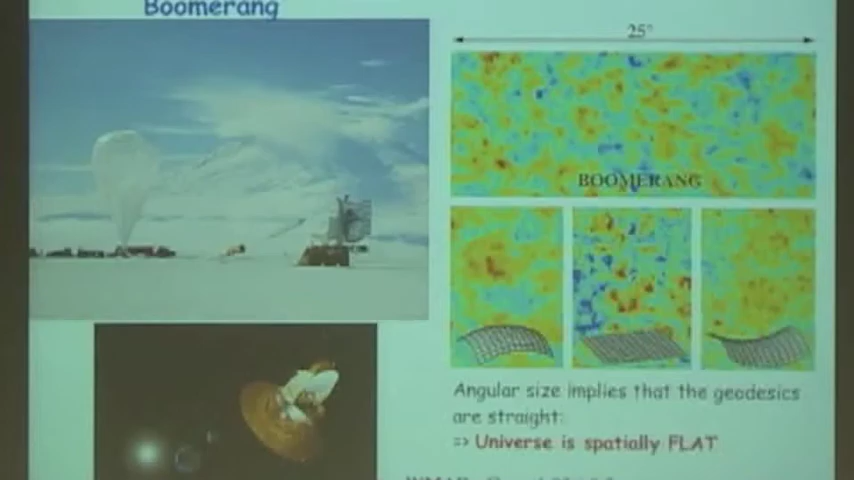 Boomerang
25°
BOOMERANG
Angular size implies that the geodesics
are straight:
=> Universe is spatially FLAT